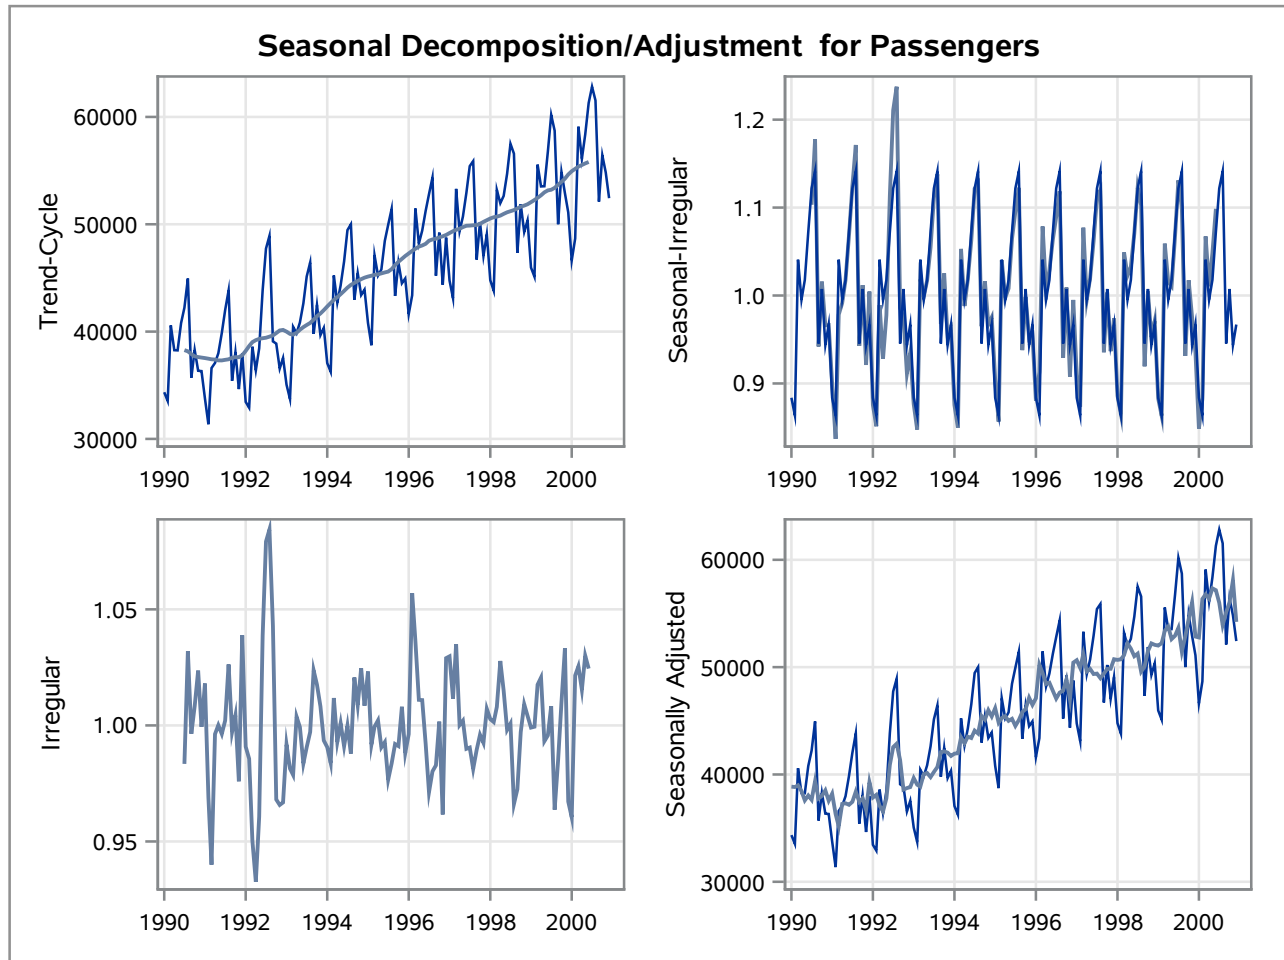 Seasonal Decomposition/Adjustment  for Passengers
Trend-Cycle
60000
50000
40000
30000
1990 1992 1994 1996 1998 2000
Seasonal-Irregular
1.2
1.1
1.0
0.9
1990 1992 1994 1996 1998 2000
Irregular
1.05
1.00
0.95
1990 1992 1994 1996 1998 2000
Seasonally Adjusted
60000
50000
40000
30000
1990 1992 1994 1996 1998 2000